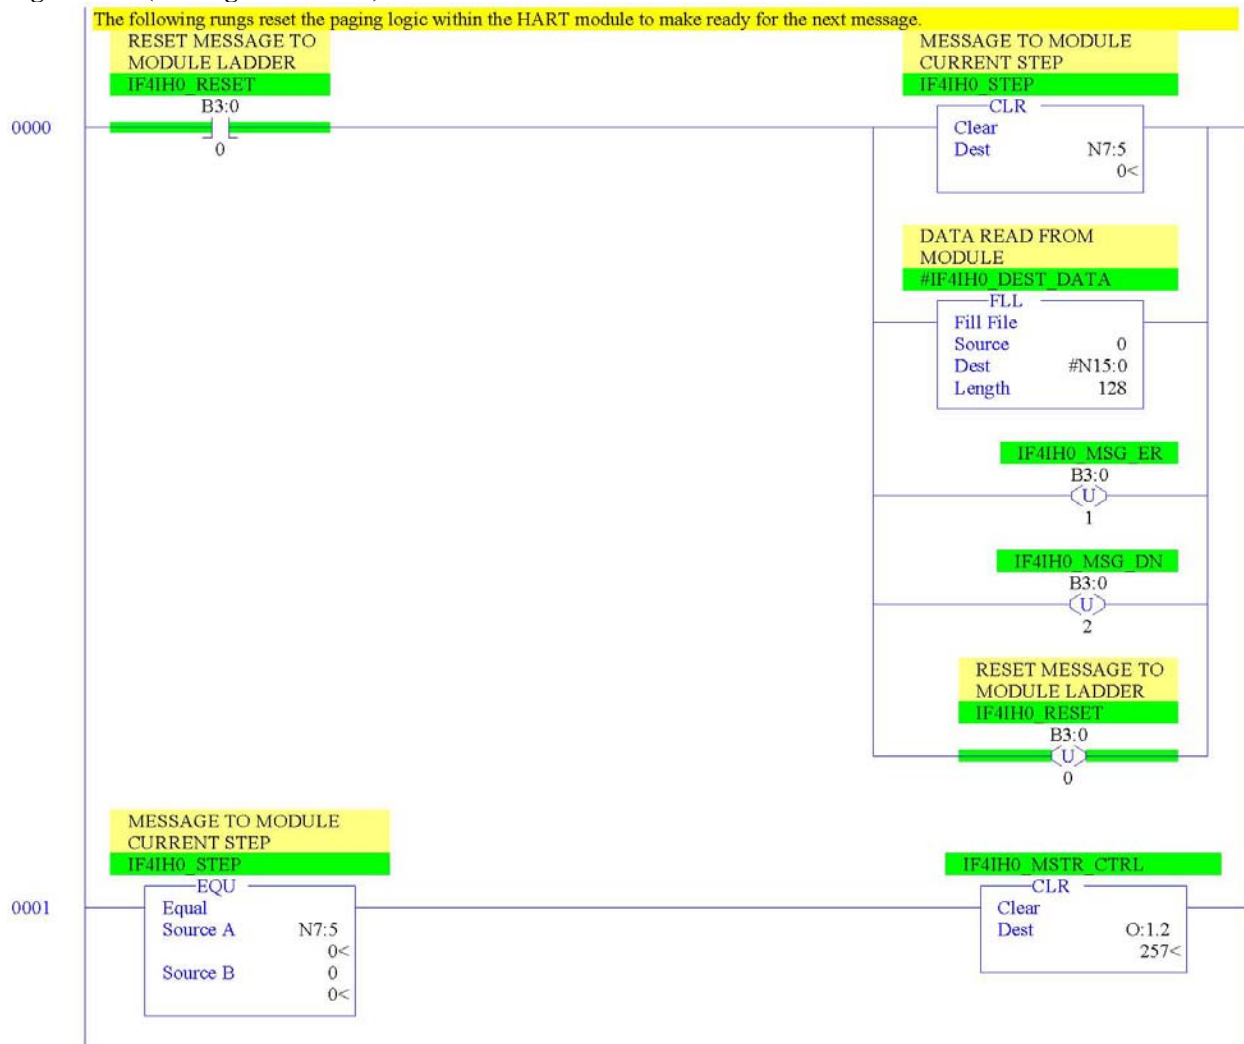 The following rungs reset the paging logic within the HART module to make ready for the next message.
RESET MESSAGE TO
MODULE LADDER
IF4IH0_RESET
B3:0
0
0000
MESSAGE TO MODULE
CURRENT STEP
IF4IH0_STEP
CLR
Clear
Dest N7:5
0<
DATA READ FROM
MODULE
#IF4IH0_DEST_DATA
FLL
Fill File
Source 0
Dest #N15:0
Length 128
IF4IH0_MSG_ER
B3:0
U
1
IF4IH0_MSG_DN
B3:0
U
2
RESET MESSAGE TO
MODULE LADDER
IF4IH0_RESET
B3:0
U
0
MESSAGE TO MODULE
CURRENT STEP
IF4IH0_STEP
EQU
0001
Equal
Source A N7:5
0<
Source B 0
0<
IF4IH0_MSTR_CTRL
CLR
Clear
Dest O:1.2
257<